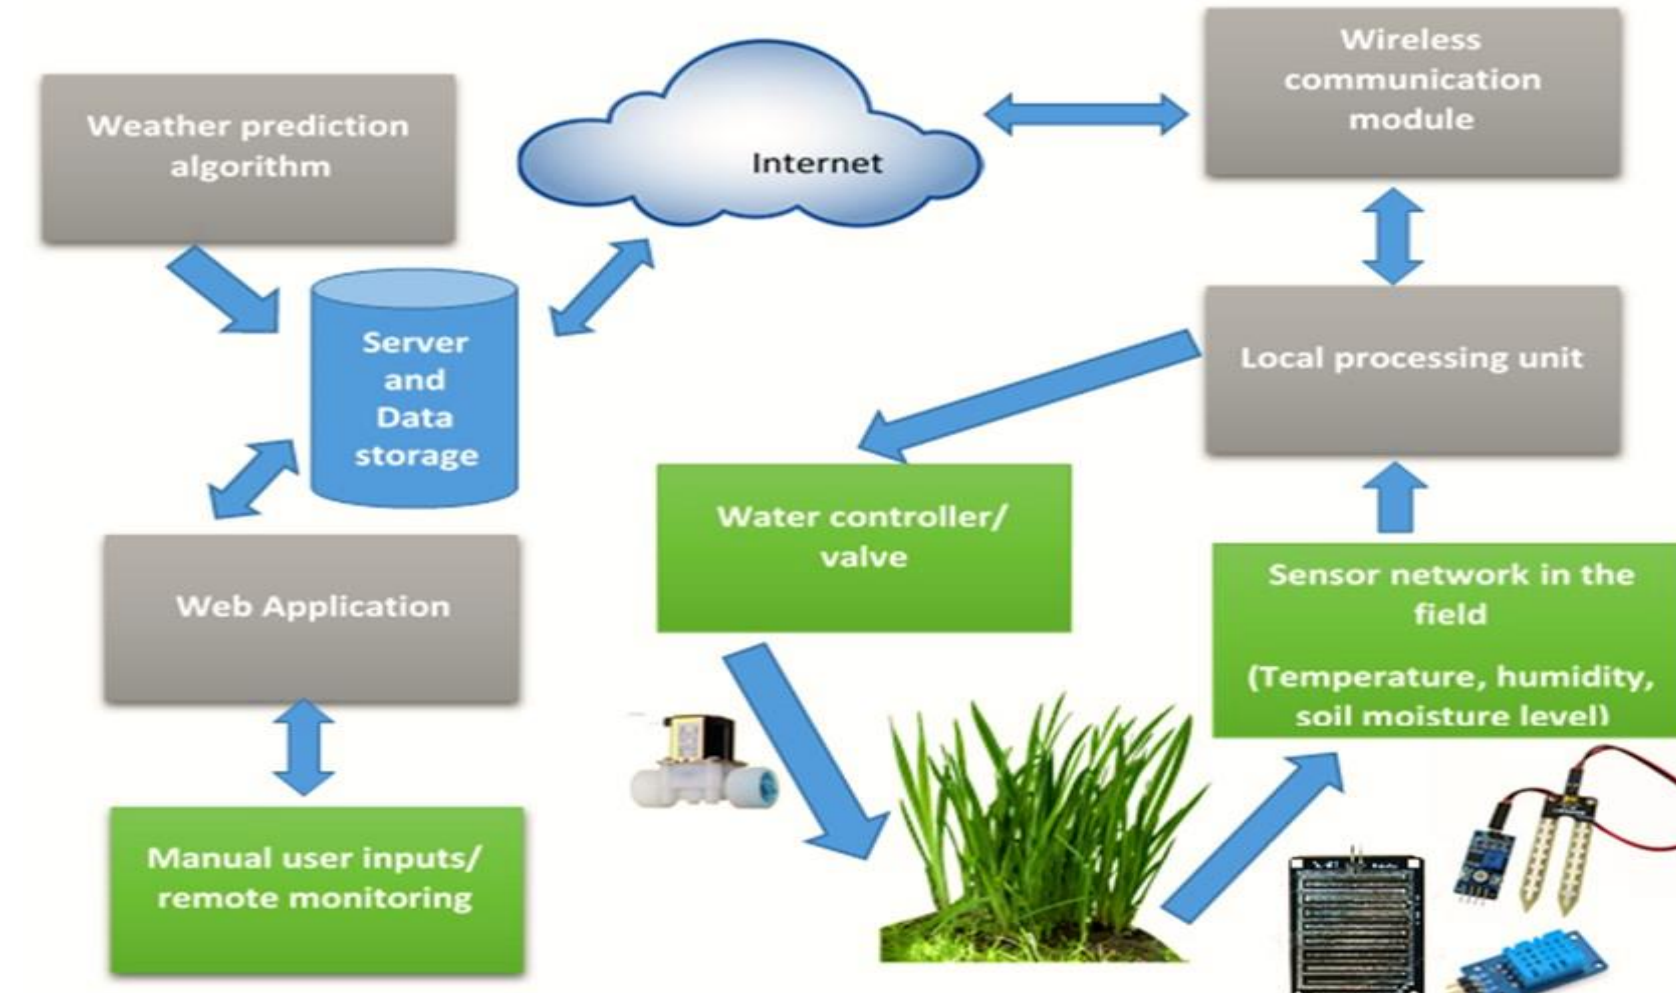 Weather prediction
algorithm
Internet
Wireless
communication
module
Server
and
Data
storage
Local processing unit
Water controller/
valve
Web Application
Sensor network in the
field
(Temperature, humidity,
soil moisture level)
Manual user inputs/
remote monitoring